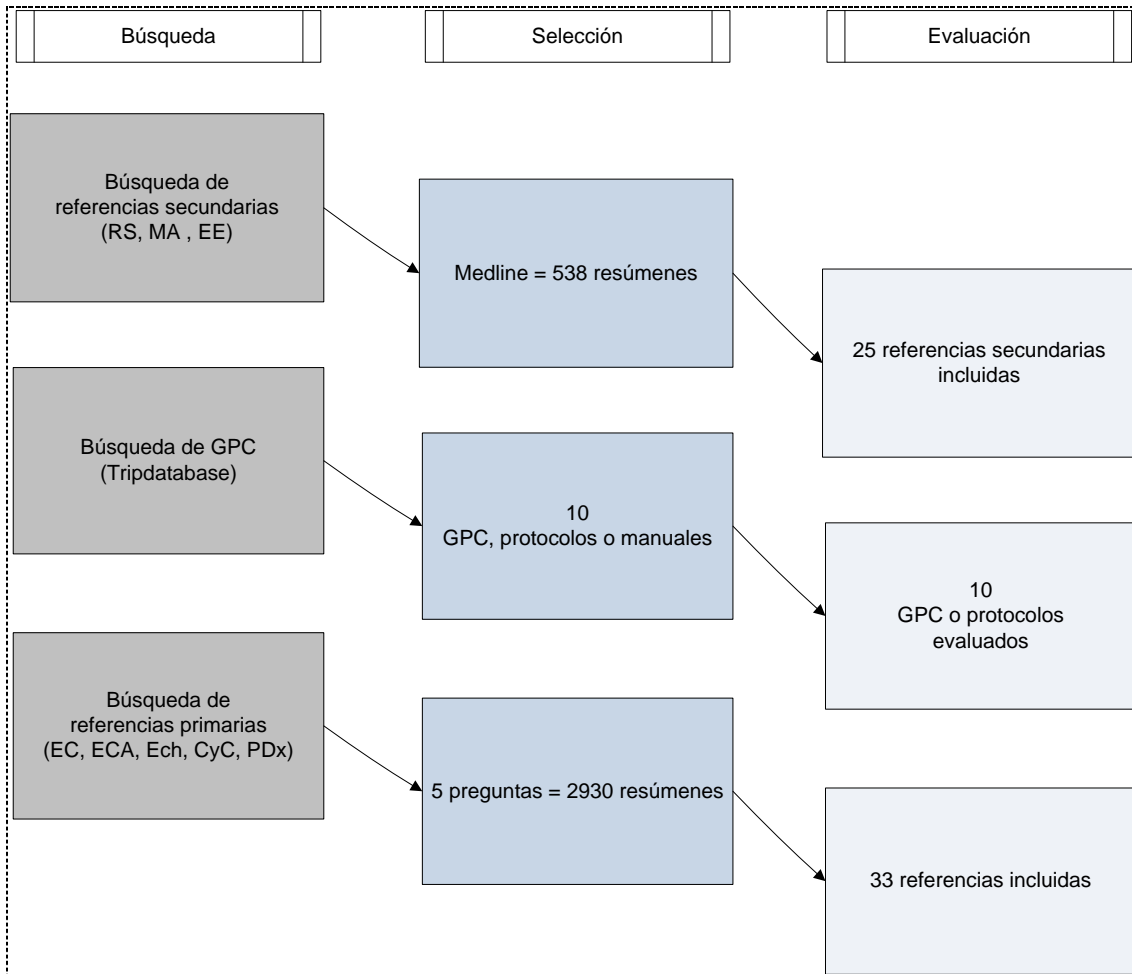 Búsqueda
Selección
Evaluación
Búsqueda de
referencias secundarias
(RS, MA , EE)
Medline = 538 resúmenes
25 referencias secundarias
incluidas
Búsqueda de GPC
(Tripdatabase)
10
GPC, protocolos o manuales
10
GPC o protocolos
evaluados
Búsqueda de
referencias primarias
(EC, ECA, Ech, CyC, PDx)
5 preguntas = 2930 resúmenes
33 referencias incluidas